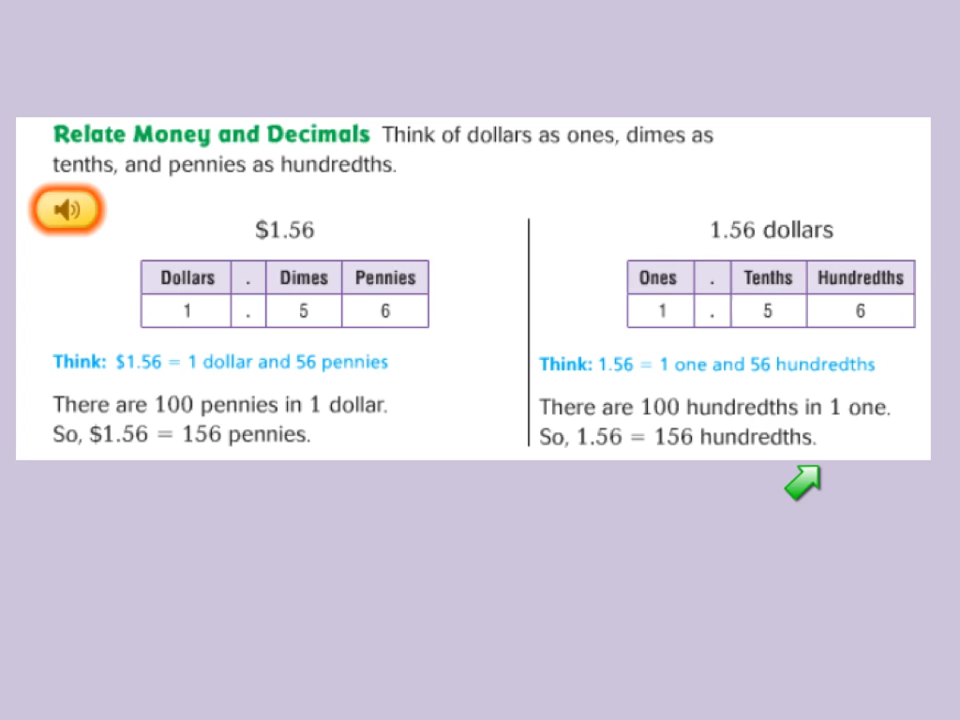 Relate Money and Decimals Think of dollars as ones, dimes as
tenths, and pennies as hundredths.
$1.56
Dollars . Dimes Pennies
1 . 5 6
Think: $1.56 = 1 dollar and 56 pennies
There are 100 pennies in 1 dollar.
So, $1.56 = 156 pennies.
1.56 dollars
Ones . Tenths Hundredths
1 . 5 6
Think: 1.56 = 1 one and 56 hundredths
There are 100 hundredths in 1 one.
So, 1.56 = 156 hundredths.